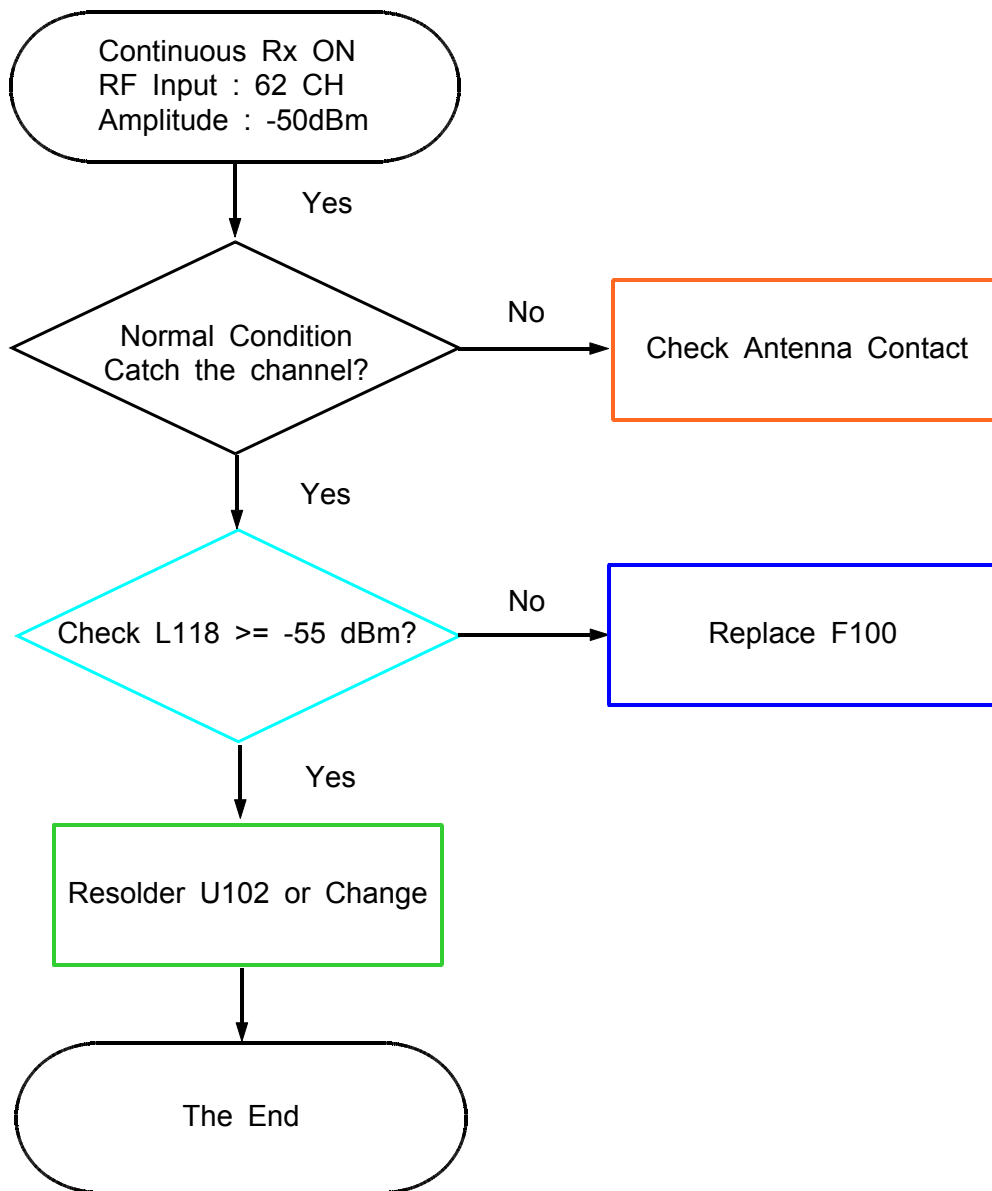 Continuous Rx ON
RF Input : 62 CH
Amplitude : -50dBm
Yes
Normal Condition
Catch the channel?
No
Check Antenna Contact
Yes
Check L118 >= -55 dBm?
No
Replace F100
Yes
Resolder U102 or Change
The End